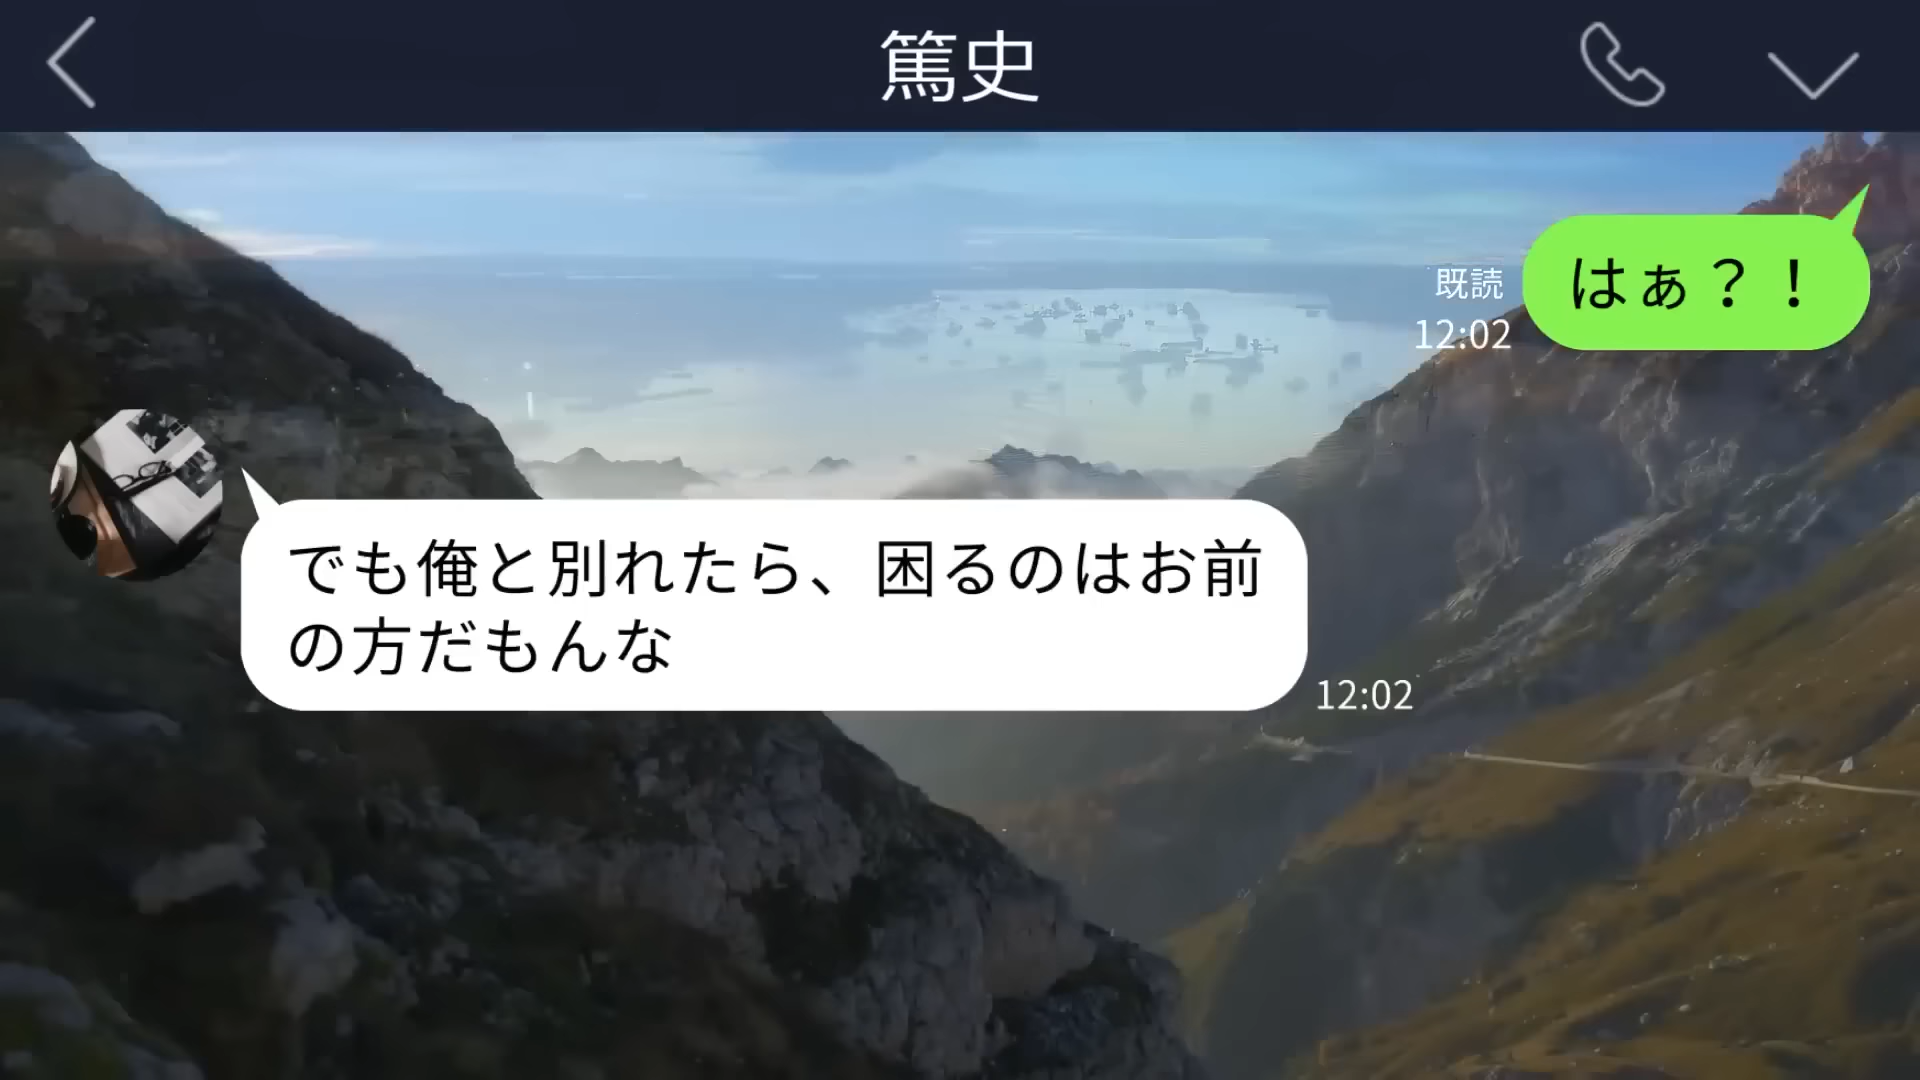 篤史
はぁ？！
既読
12:02
でも俺と別れたら、困るのはお前
の方だもんな
12:02